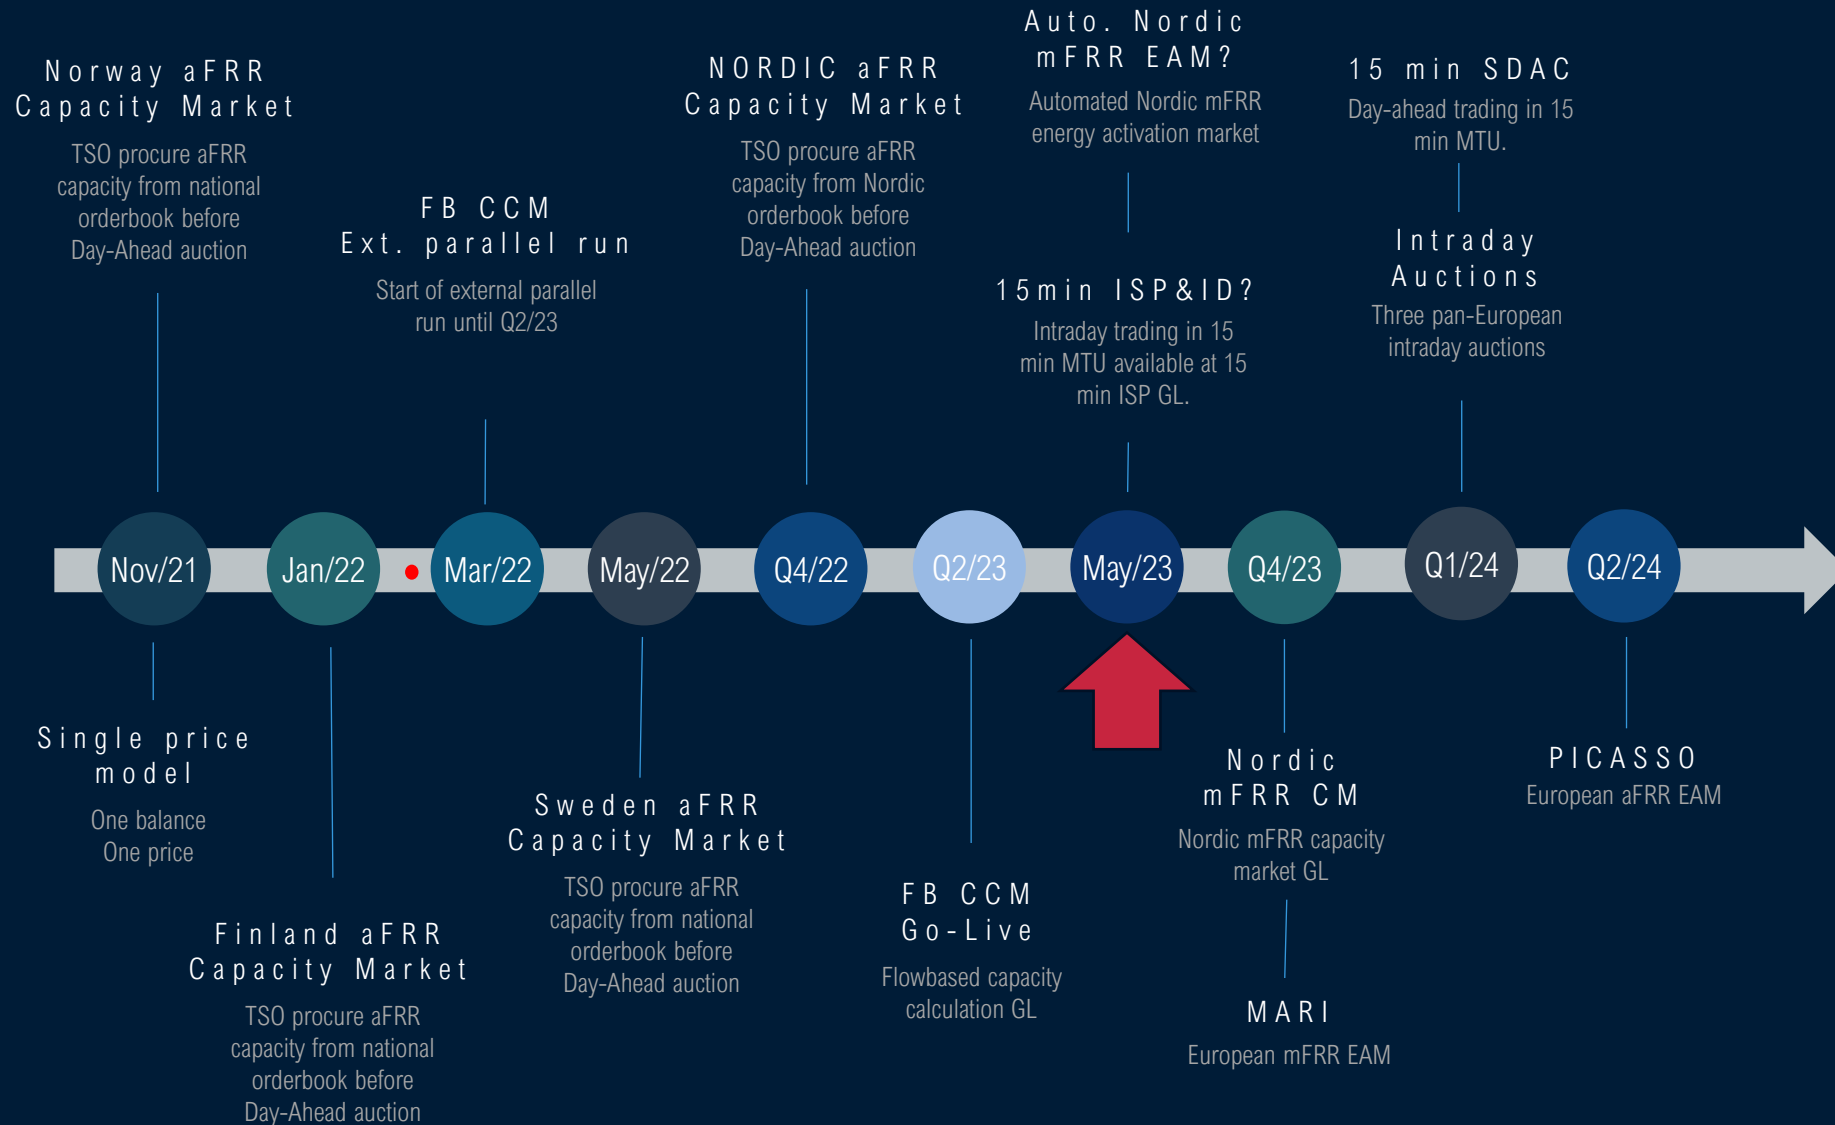 Norway aFRR
Capacity Market
TSO procure aFRR
capacity from national
orderbook before
Day-Ahead auction
FB CCM
Ext. parallel run
Start of external parallel
run until Q2/23
NORDIC aFRR
Capacity Market
TSO procure aFRR
capacity from Nordic
orderbook before
Day-Ahead auction
Auto. Nordic
mFRR EAM?
Automated Nordic mFRR
energy activation market
15min ISP&ID?
Intraday trading in 15
min MTU available at 15
min ISP GL.
15 min SDAC
Day-ahead trading in 15
min MTU.
Intraday
Auctions
Three pan-European
intraday auctions
Nov/21
Jan/22
Mar/22
May/22
Q4/22
Q2/23
May/23
Q4/23
Q1/24
Q2/24
Single price
model
One balance
One price
Finland aFRR
Capacity Market
TSO procure aFRR
capacity from national
orderbook before
Day-Ahead auction
Sweden aFRR
Capacity Market
TSO procure aFRR
capacity from national
orderbook before
Day-Ahead auction
FB CCM
Go-Live
Flowbased capacity
calculation GL
Nordic
mFRR CM
Nordic mFRR capacity
market GL
MARI
European mFRR EAM
PICASSO
European aFRR EAM